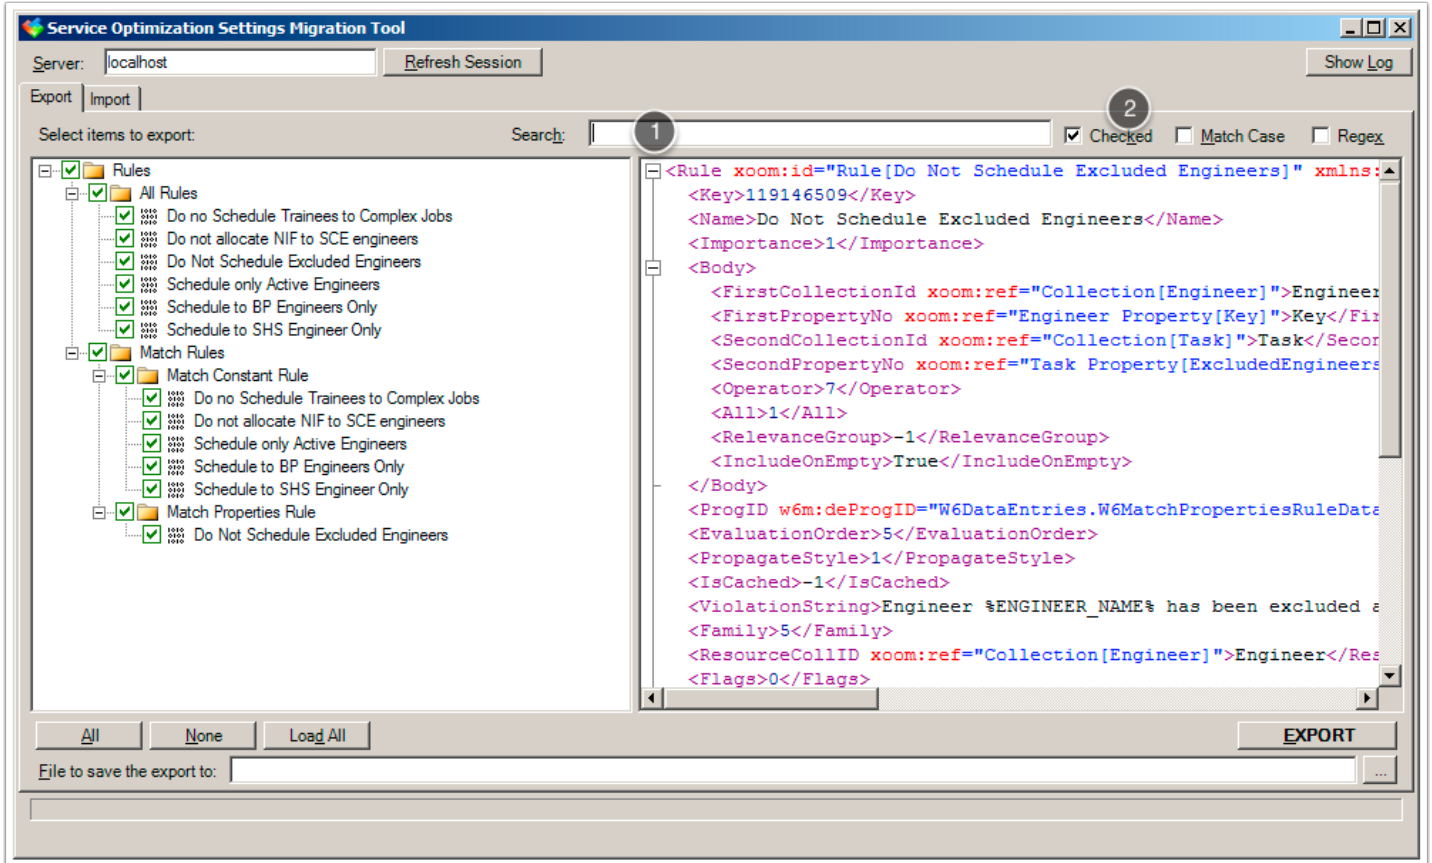 Service Optimization Settings Migration Tool
Server: localhost Refresh Session Show Log
Export Import
2
Select items to export: Search: 1 Checked Match Case Regex
Rules
All Rules
Do no Schedule Trainees to Complex Jobs
Do not allocate NIF to SCE engineers
Do Not Schedule Excluded Engineers
Schedule only Active Engineers
Schedule to BP Engineers Only
Schedule to SHS Engineer Only
Match Rules
Match Constant Rule
Do no Schedule Trainees to Complex Jobs
Do not allocate NIF to SCE engineers
Schedule only Active Engineers
Schedule to BP Engineers Only
Schedule to SHS Engineer Only
Match Properties Rule
Do Not Schedule Excluded Engineers
<Rule xoom:id="Rule[Do Not Schedule Excluded Engineers]" xmlns:
<Key>119146509</Key>
<Name>Do Not Schedule Excluded Engineers</Name>
<Importance>1</Importance>
<Body>
<FirstCollectionId xoom:ref="Collection[Engineer]">Engineer
<FirstPropertyNo xoom:ref="Engineer Property[Key]">Key</Fir
<SecondCollectionId xoom:ref="Collection[Task]">Task</Secor
<SecondPropertyNo xoom:ref="Task Property[ExcludedEngineers
<Operator>7</Operator>
<All>1</All>
<RelevanceGroup>-1</RelevanceGroup>
<IncludeOnEmpty>True</IncludeOnEmpty>
</Body>
<ProgID w6m:deProgID="W6DataEntries.W6MatchPropertiesRuleData
<EvaluationOrder>5</EvaluationOrder>
<PropagateStyle>1</PropagateStyle>
<IsCached>-1</IsCached>
<ViolationString>Engineer %ENGINEER_NAME% has been excluded a
<Family>5</Family>
<ResourceCollID xoom:ref="Collection[Engineer]">Engineer</Res
<Flags>0</Flags>
All None Load All EXPORT
File to save the export to: ...